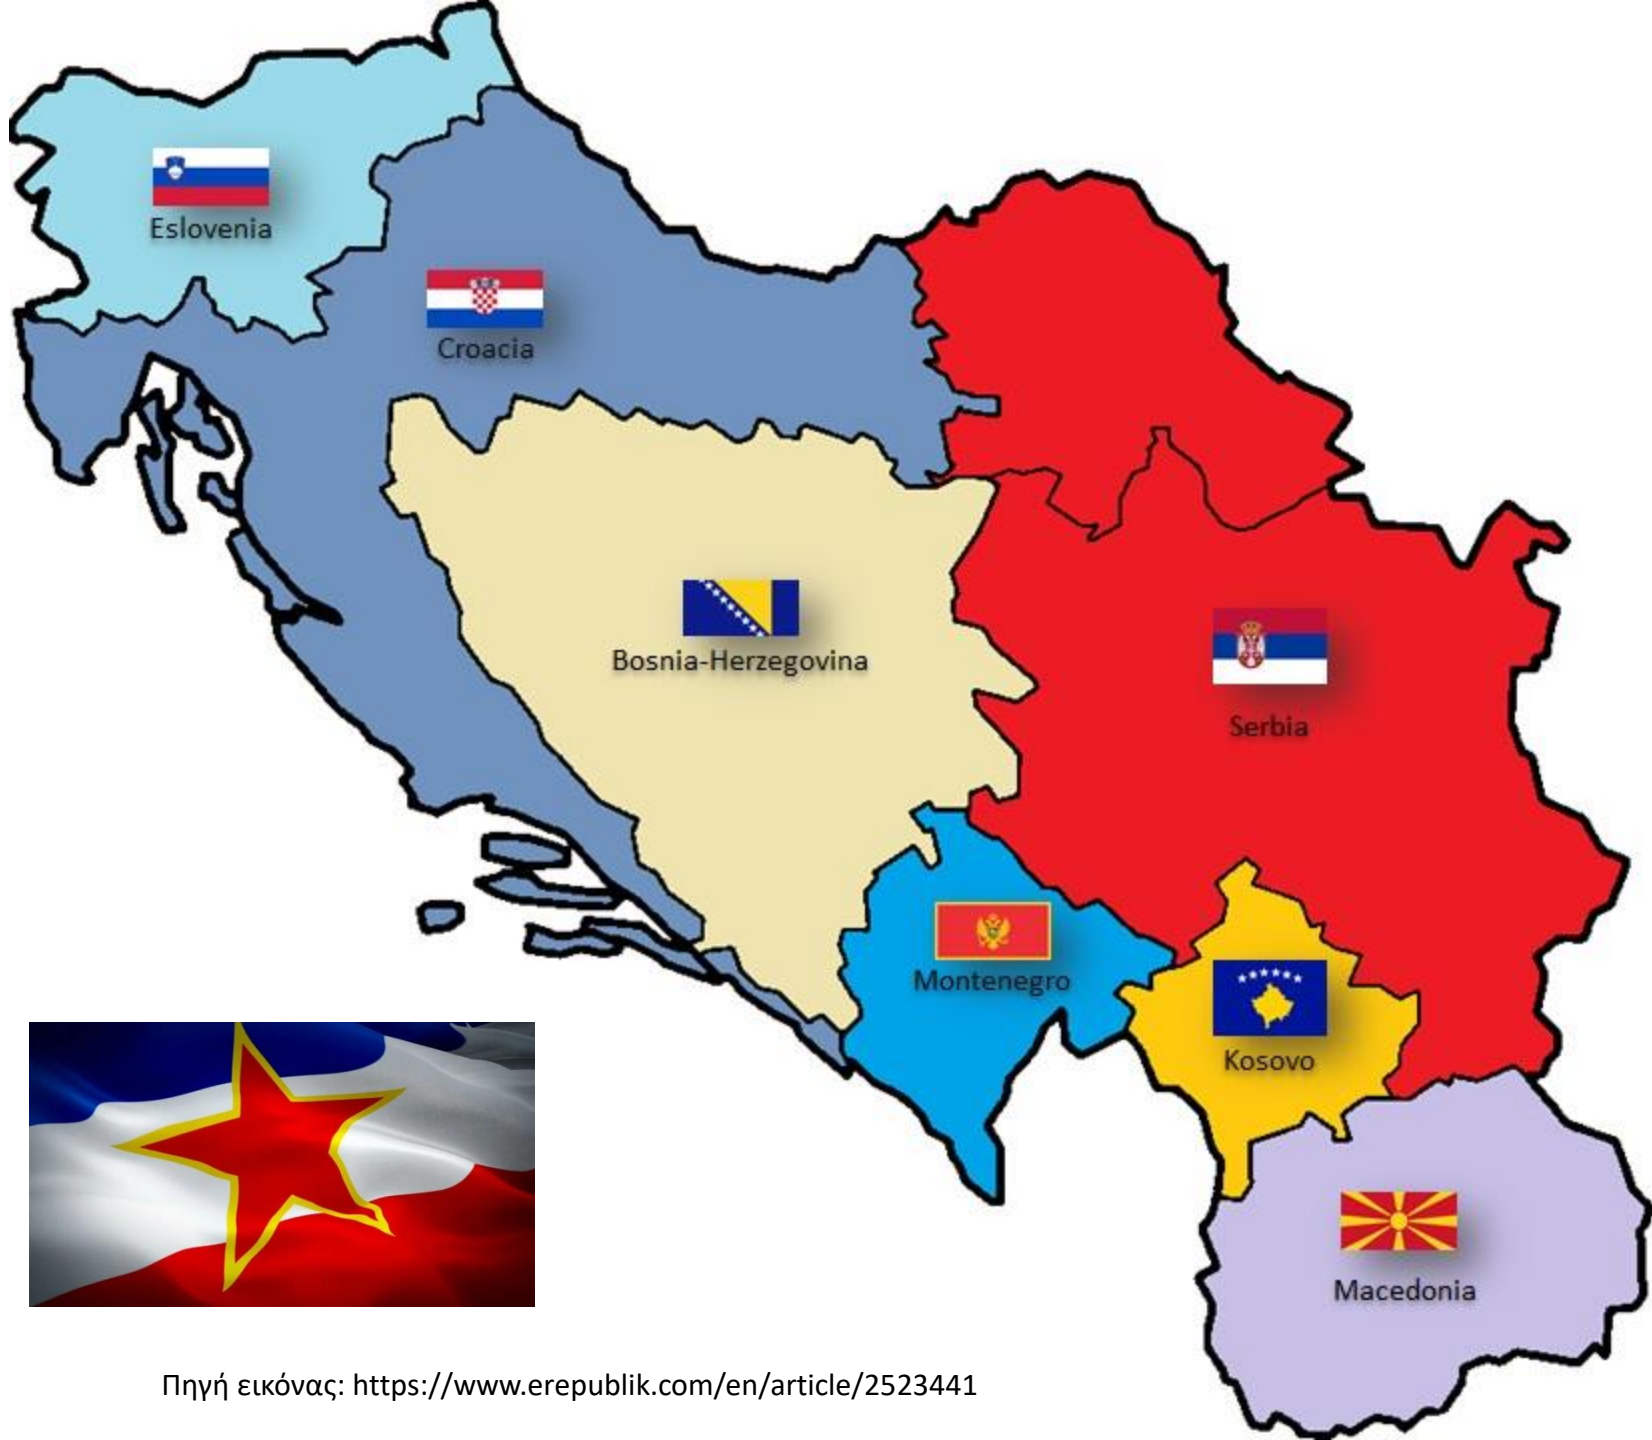 Eslovenia
Croacia
Bosnia-Herzegovina
Serbia
Montenegro
Kosovo
Macedonia
Πηγή εικόνας: https://www.erepublik.com/en/article/2523441